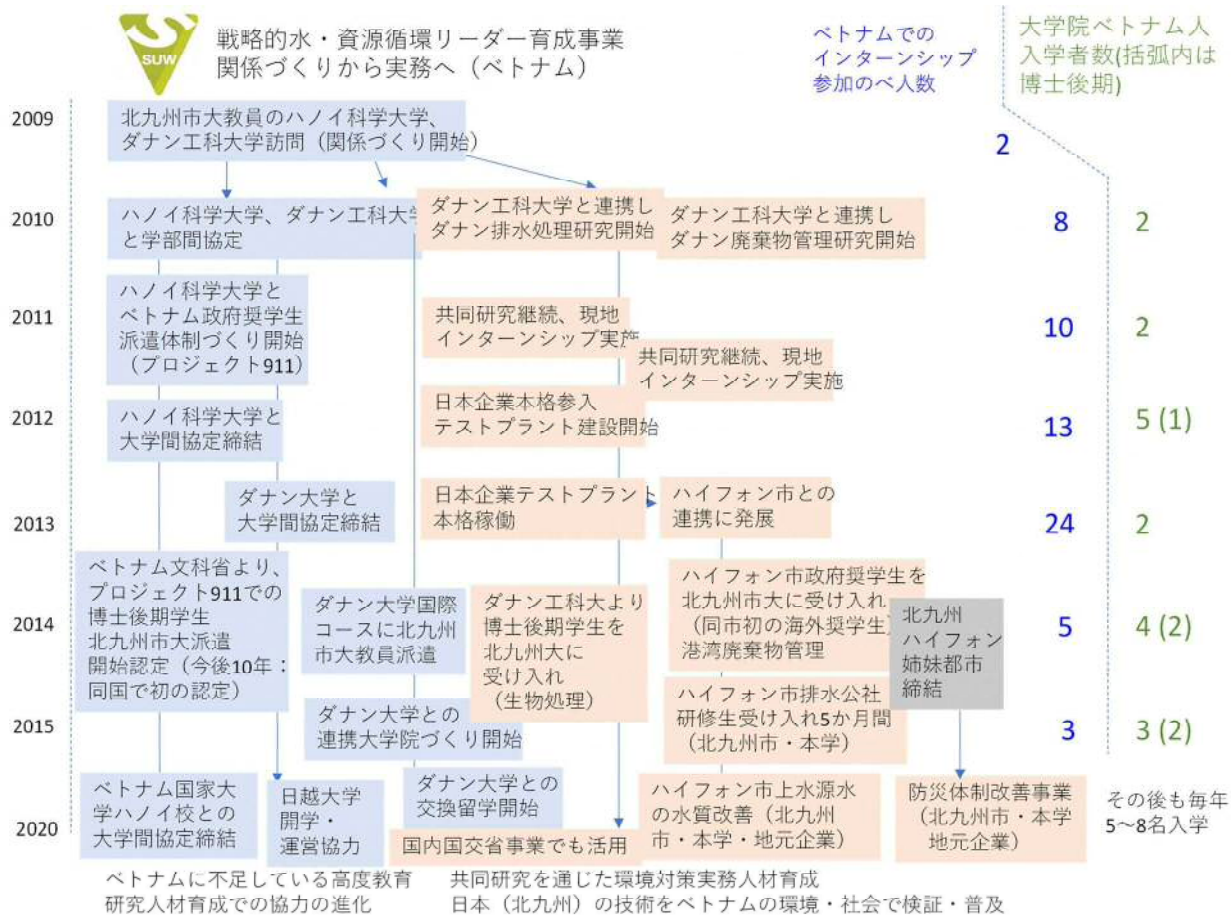 SUW
戦略的水・資源循環リーダー育成事業
関係づくりから実務へ（ベトナム）
ベトナムでの
インターンシップ
参加のべ人数
大学院ベトナム人
入学者数(括弧内は
博士後期)
2009
北九州市大教員のハノイ科学大学、
ダナン工科大学訪問（関係づくり開始）
2
2010
ハノイ科学大学、ダナン工科大学
と学部間協定
ダナン工科大学と連携し
ダナン排水処理研究開始
ダナン工科大学と連携し
ダナン廃棄物管理研究開始
8
2
2011
ハノイ科学大学と
ベトナム政府奨学生
派遣体制づくり開始
（プロジェクト911）
共同研究継続、現地
インターンシップ実施
共同研究継続、現地
インターンシップ実施
10
2
2012
ハノイ科学大学と
大学間協定締結
日本企業本格参入
テストプラント建設開始
13
5 (1)
2013
ダナン大学と
大学間協定締結
日本企業テストプラント
本格稼働
ハイフォン市との
連携に発展
24
2
2014
ベトナム文科省より、
プロジェクト911での
博士後期学生
北九州市大派遣
開始認定（今後10年：
同国で初の認定）
ダナン大学国際
コースに北九州
市大教員派遣
ダナン工科大より
博士後期学生を
北九州大に
受け入れ
（生物処理）
ハイフォン市政府奨学生を
北九州市大に受け入れ
（同市初の海外奨学生）
港湾廃棄物管理
北九州
ハイフォン
姉妹都市
締結
5
4 (2)
2015
ダナン大学との
連携大学院づくり開始
ハイフォン市排水公社
研修生受け入れ5か月間
（北九州市・本学）
3
3 (2)
2020
ベトナム国家大
学ハノイ校との
大学間協定締結
日越大学
開学・
運営協力
ダナン大学との
交換留学開始
国内国交省事業でも活用
ハイフォン市上水源水
の水質改善（北九州
市・本学・地元企業）
防災体制改善事業
（北九州市・本学
地元企業）
その後も毎年
5～8名入学
ベトナムに不足している高度教育
研究人材育成での協力の進化
共同研究を通じた環境対策実務人材育成
日本（北九州）の技術をベトナムの環境・社会で検証・普及